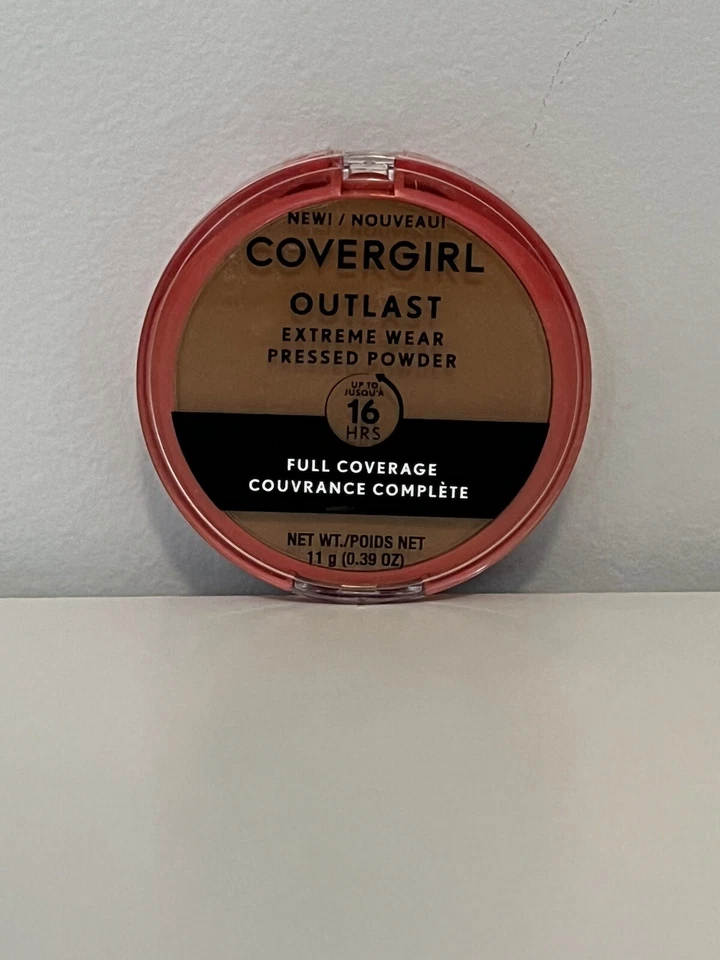 NEW! / NOUVEAU!
COVERGIRL
OUTLAST
EXTREME WEAR
PRESSED POWDER
UP TO
JUSQU'À
16
HRS
FULL COVERAGE
COUVRANCE COMPLÈTE
NET WT./POIDS NET
11 g (0.39 OZ)